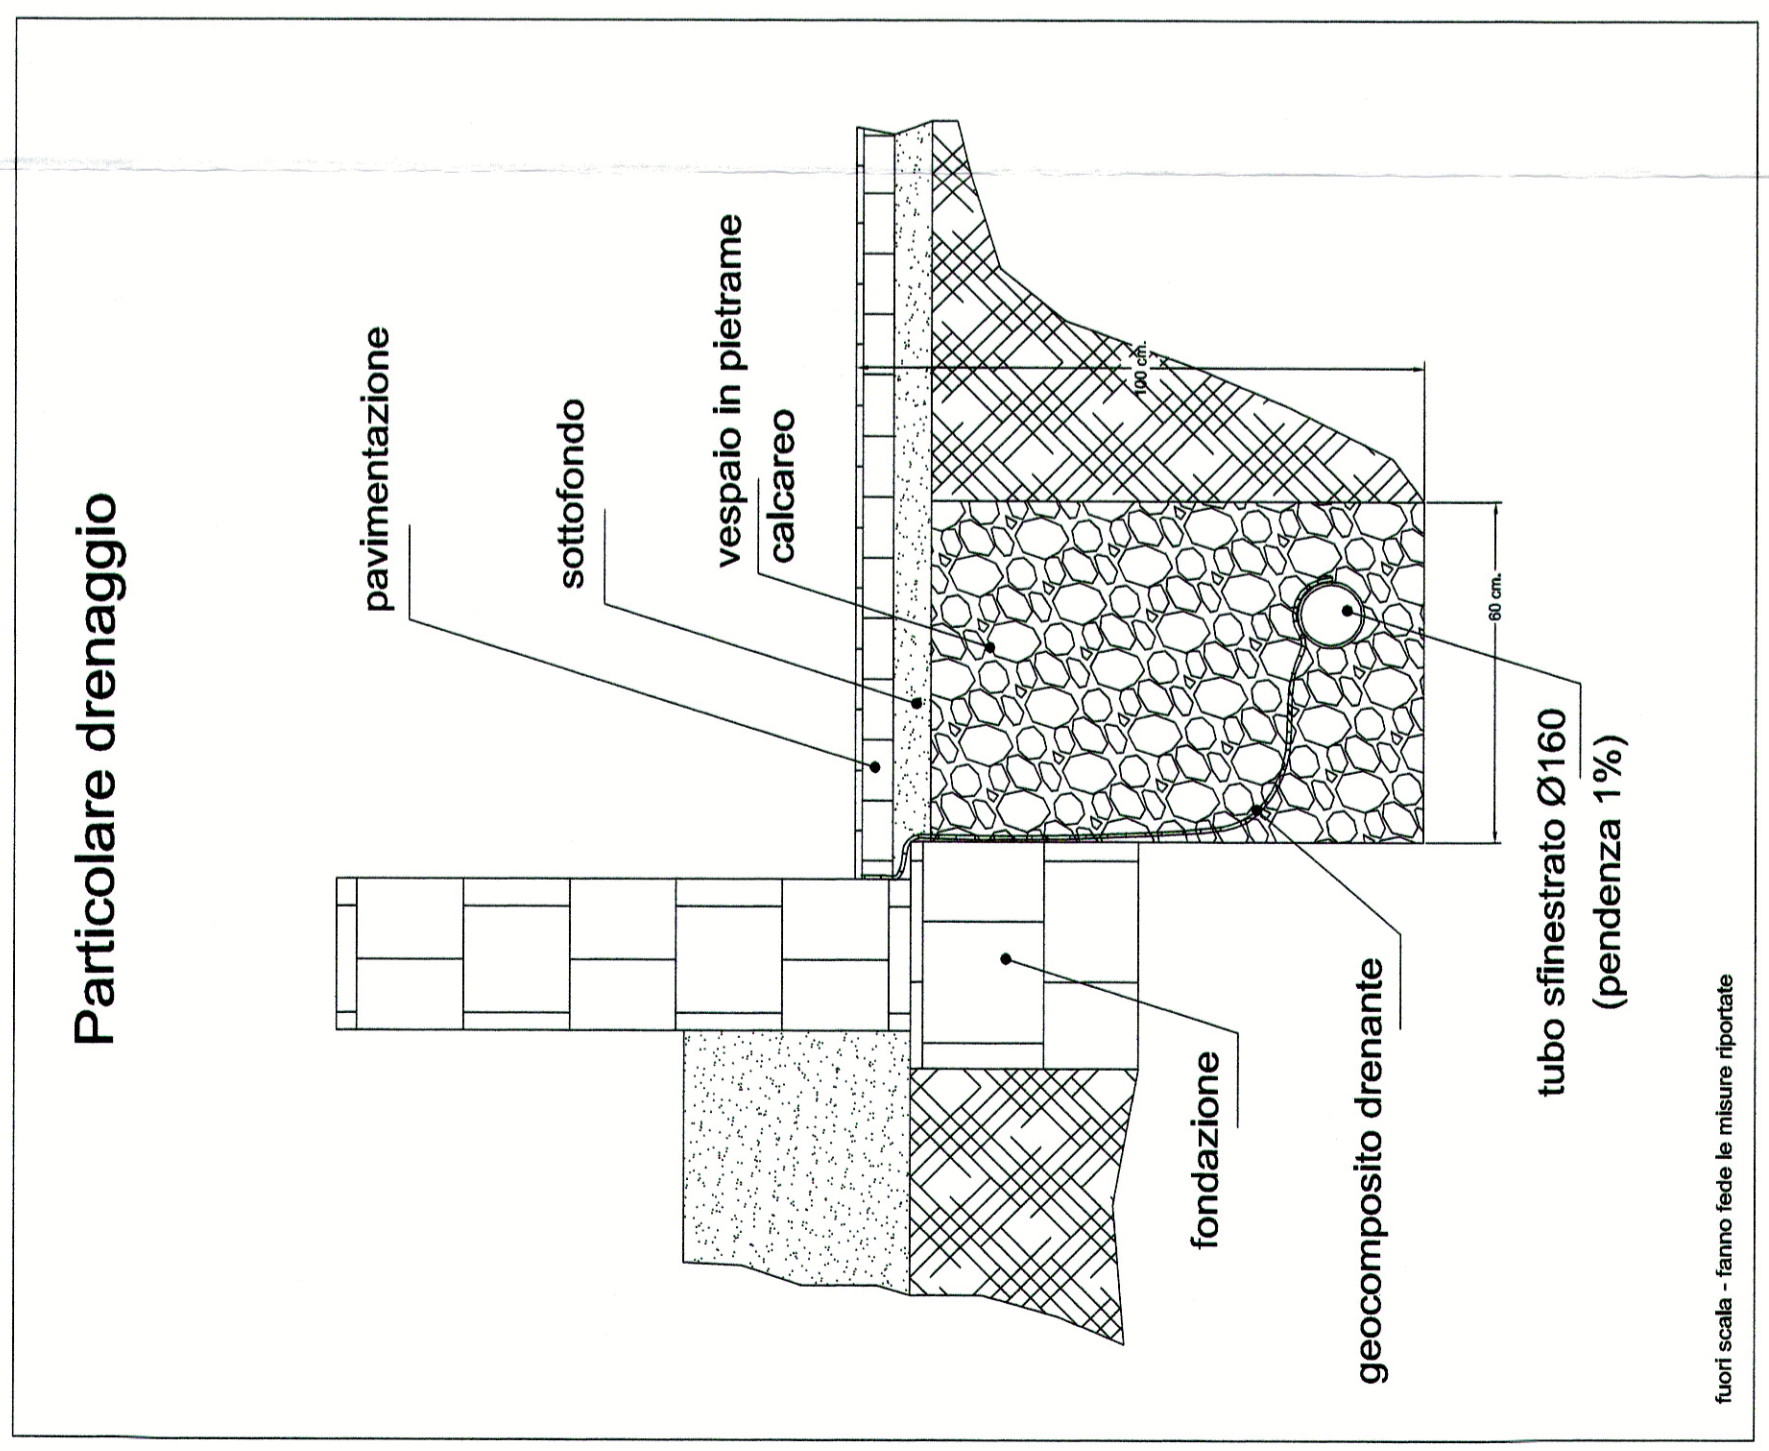 Particolare drenaggio
pavimentazione
sottofondo
vespaio in pietrame
calcareo
100 cm.
60 cm.
fondazione
geocomposito drenante
tubo sfinestrato Ø160
(pendenza 1%)
fuori scala - fanno fede le misure riportate